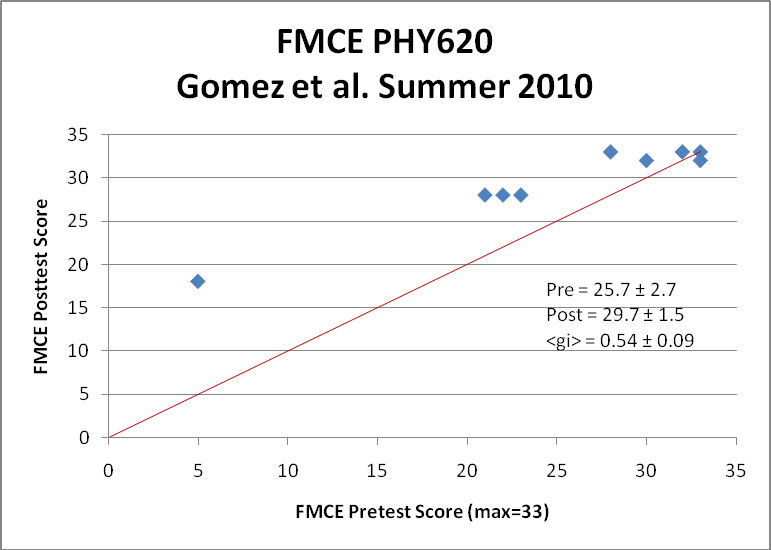 FMCE PHY620
Gomez et al. Summer 2010
35
30
25
20
15
10
5
0
FMCE Posttest Score
Pre = 25.7 ± 2.7
Post = 29.7 ± 1.5
<gi> = 0.54 ± 0.09
0 5 10 15 20 25 30 35
FMCE Pretest Score (max=33)